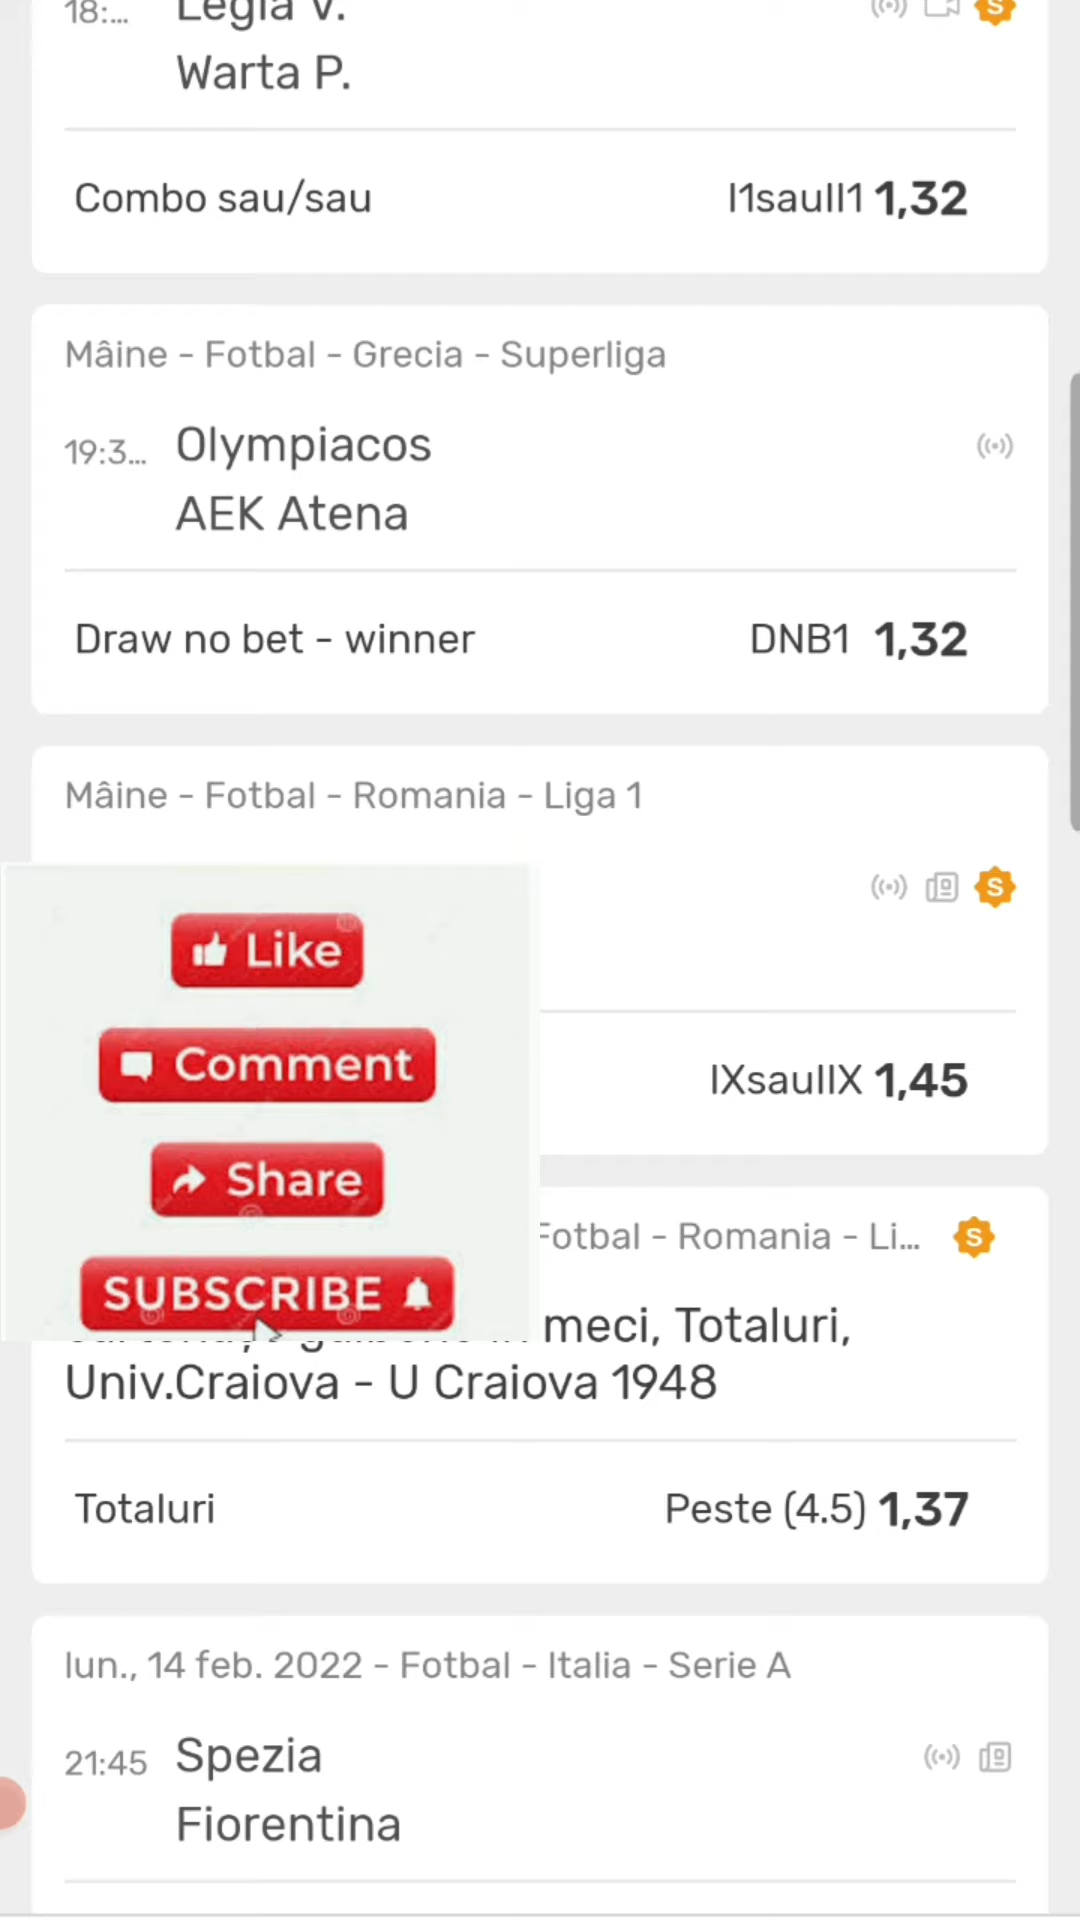 18:...
Legia V.
Warta P.
Combo sau/sau I1sauII1 1,32
Mâine - Fotbal - Grecia - Superliga
19:3... Olympiacos
AEK Atena
Draw no bet - winner DNB1 1,32
Mâine - Fotbal - Romania - Liga 1
S
Like
Comment
IXsauIIX 1,45
Share
Fotbal - Romania - Li... S
SUBSCRIBE
meci, Totaluri,
Univ.Craiova - U Craiova 1948
Totaluri Peste (4.5) 1,37
lun., 14 feb. 2022 - Fotbal - Italia - Serie A
21:45 Spezia
Fiorentina